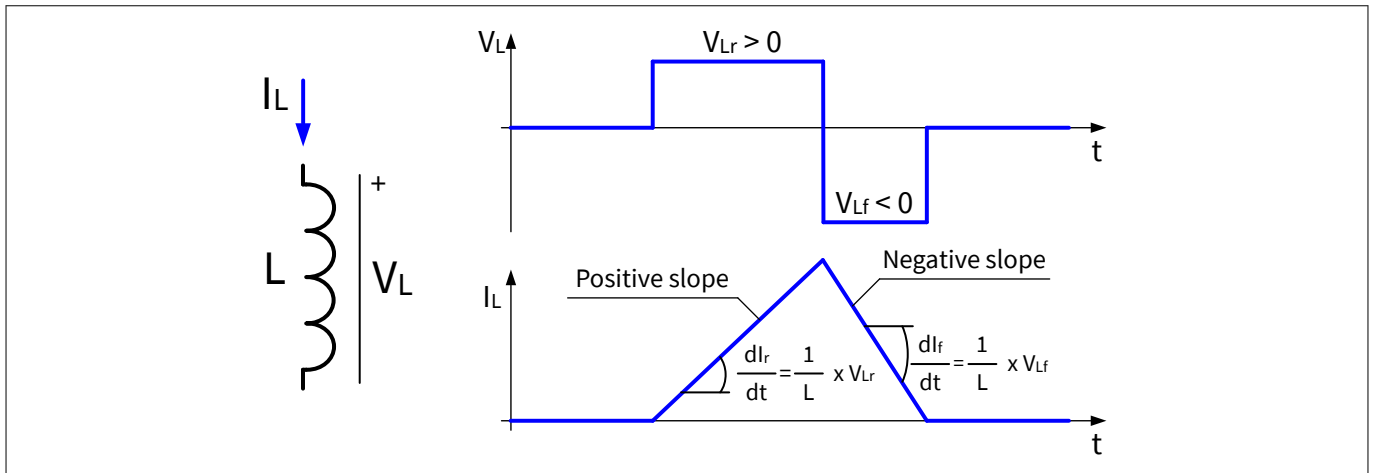 IL
L
+
VL
VL
VLr > 0
t
VLf < 0
IL
Positive slope
Negative slope
dIr/dt = 1/L x VLr
dIf/dt = 1/L x VLf
t